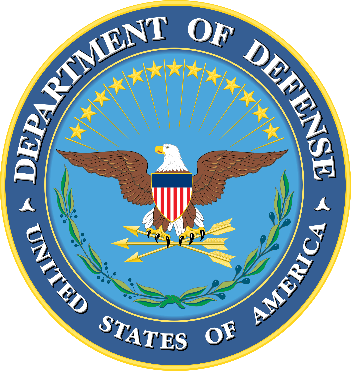 DEPARTMENT OF DEFENSE
UNITED STATES OF AMERICA